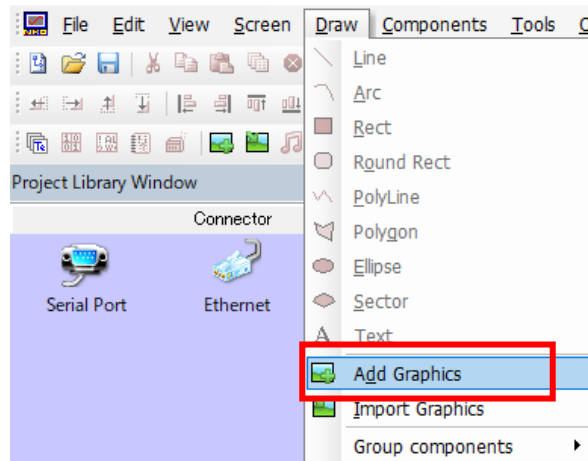 File Edit View Screen Draw Components Tools
Line
Arc
Rect
Round Rect
PolyLine
Polygon
Ellipse
Sector
Text
Add Graphics
Import Graphics
Group components
Project Library Window
Connector
Serial Port Ethernet